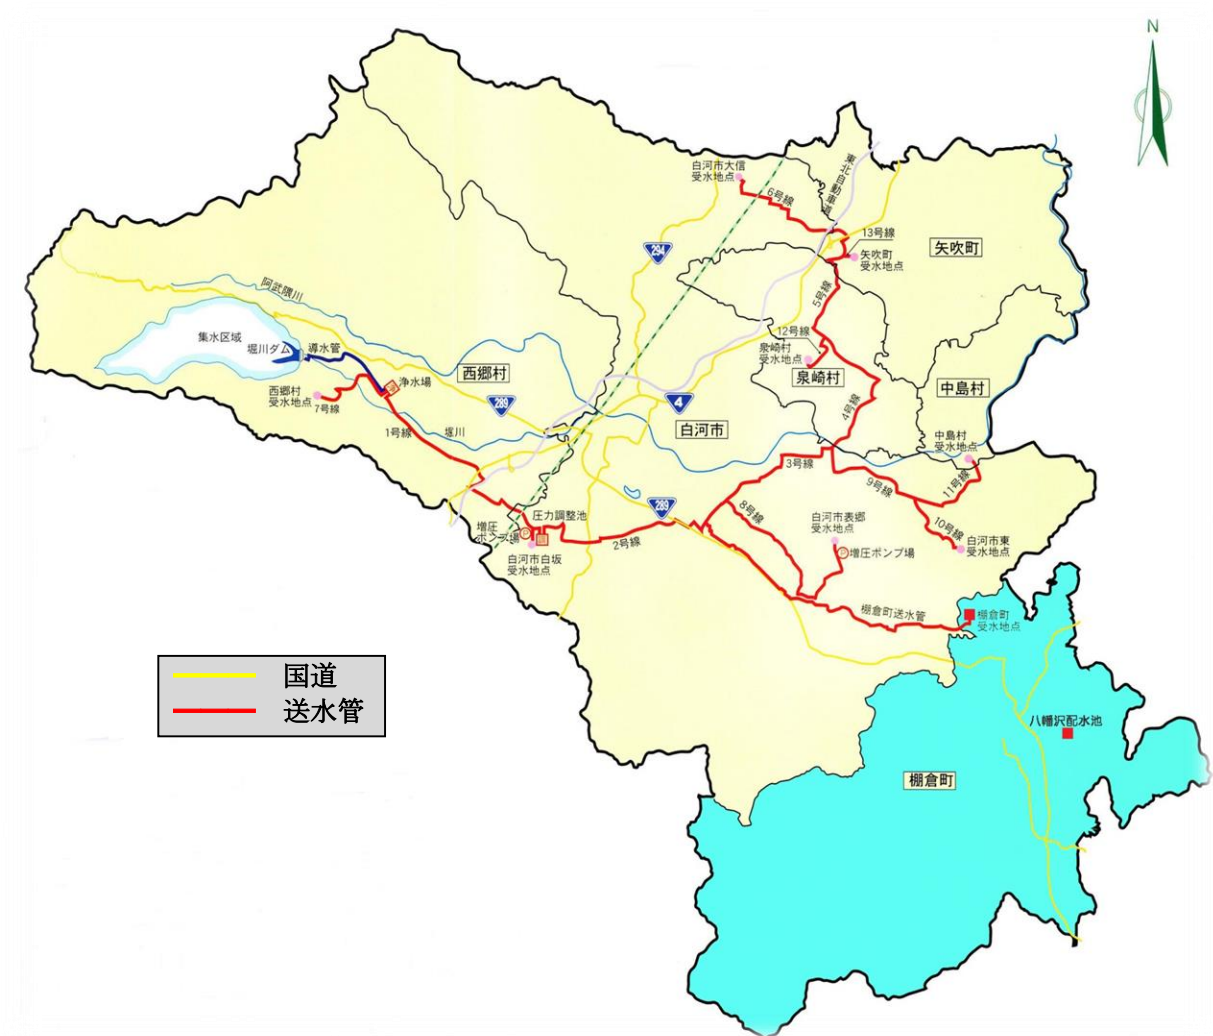 N
白河市大信
受水地点
6号線
東北自動車道
13号線
矢吹町
矢吹町
受水地点
294
5号線
阿武隈川
12号線
泉崎村
受水地点
泉崎村
集水区域
堀川ダム
導水管
浄水場
西郷村
西郷村
受水地点
7号線
289
4
中島村
1号線
堀川
白河市
4号線
中島村
受水地点
3号線
9号線
11号線
289
8号線
圧力調整池
増圧
ポンプ場
P
白河市白坂
受水地点
2号線
白河市表郷
受水地点
P
増圧ポンプ場
10号線
白河市東
受水地点
棚倉町送水管
棚倉町
受水地点
国道
送水管
八幡沢配水池
棚倉町